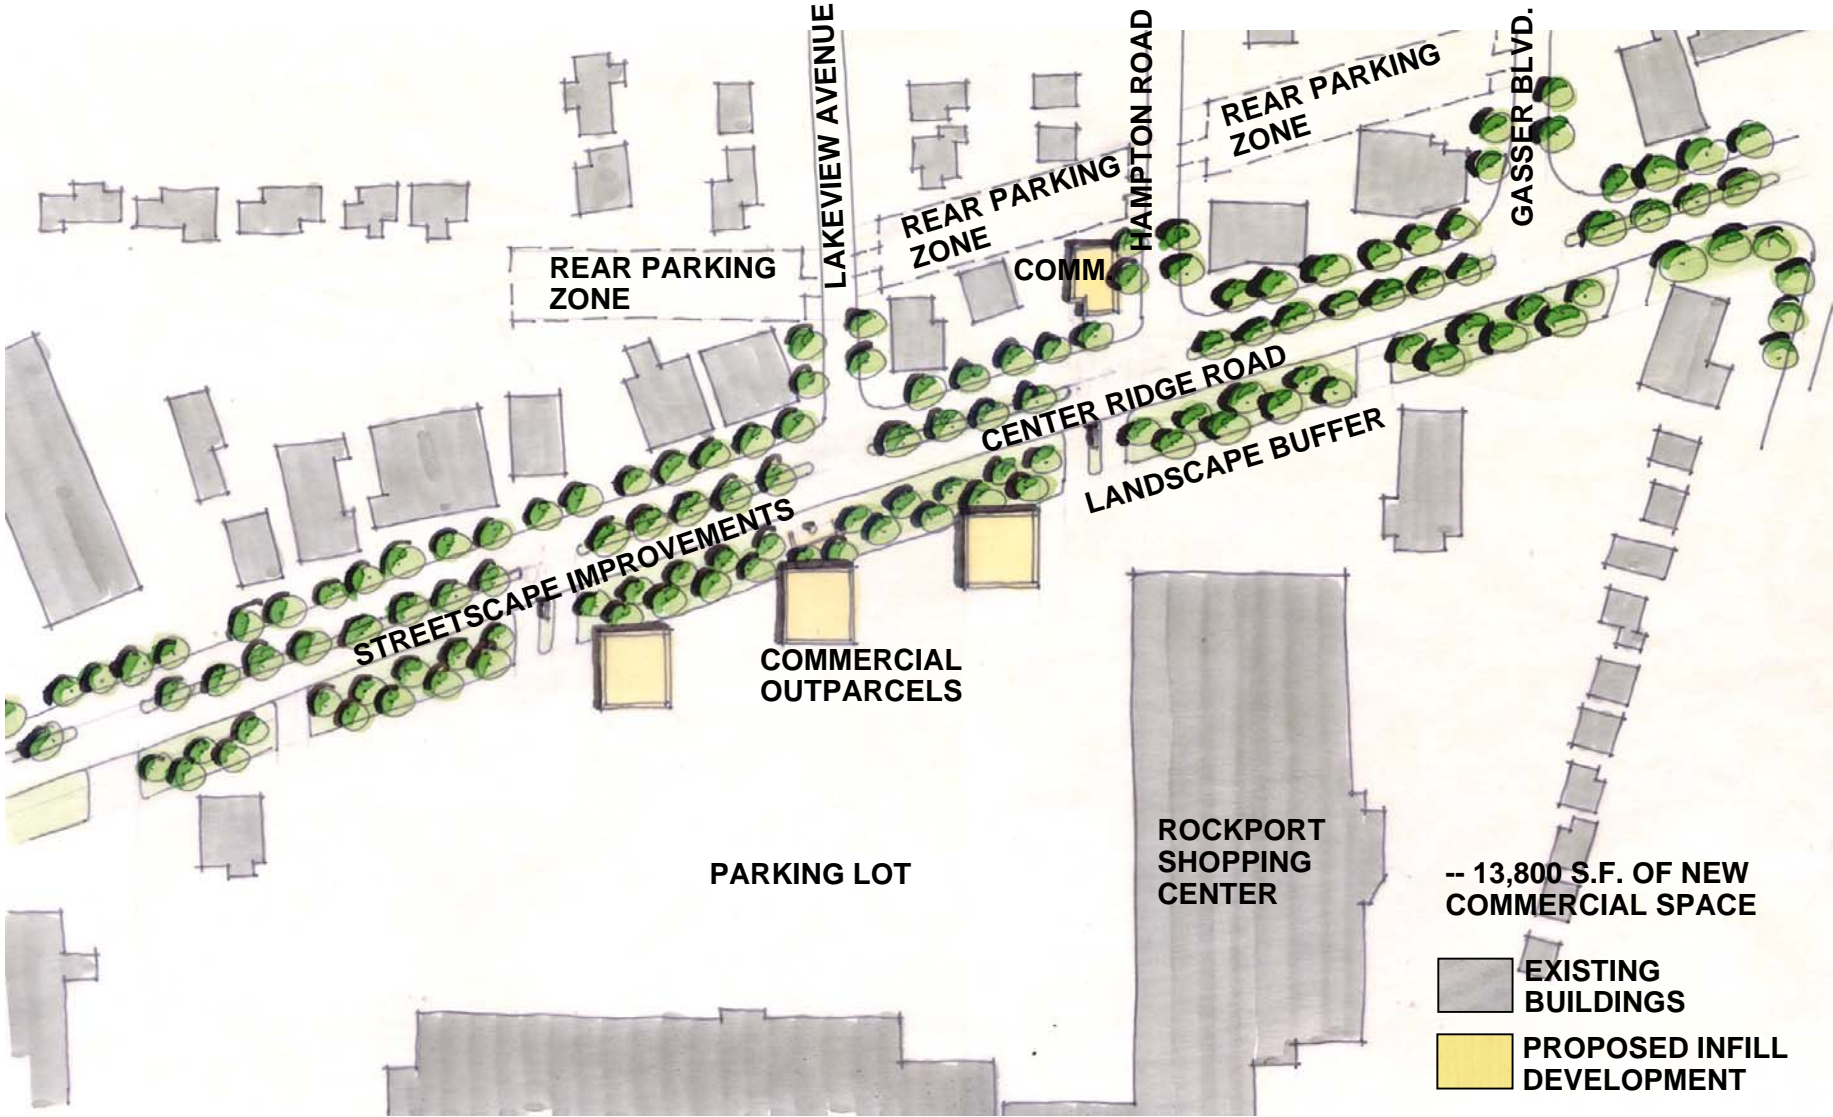 LAKEVIEW AVENUE
HAMPTON ROAD
GASSER BLVD.
REAR PARKING
ZONE
REAR PARKING
ZONE
REAR PARKING
ZONE
COMM.
CENTER RIDGE ROAD
LANDSCAPE BUFFER
STREETSCAPE IMPROVEMENTS
COMMERCIAL
OUTPARCELS
PARKING LOT
ROCKPORT
SHOPPING
CENTER
-- 13,800 S.F. OF NEW
COMMERCIAL SPACE
EXISTING
BUILDINGS
PROPOSED INFILL
DEVELOPMENT